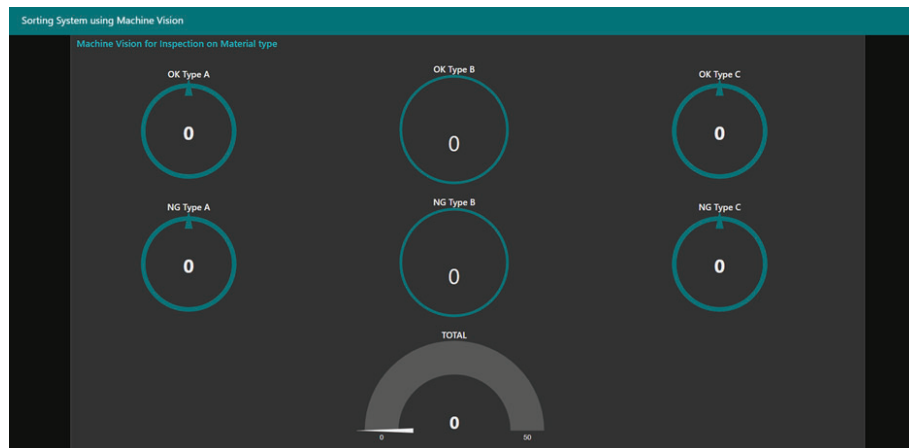 Sorting System using Machine Vision
Machine Vision for Inspection on Material type
OK Type A
OK Type B
OK Type C
0
0
0
NG Type A
NG Type B
NG Type C
0
0
0
TOTAL
0
0
50